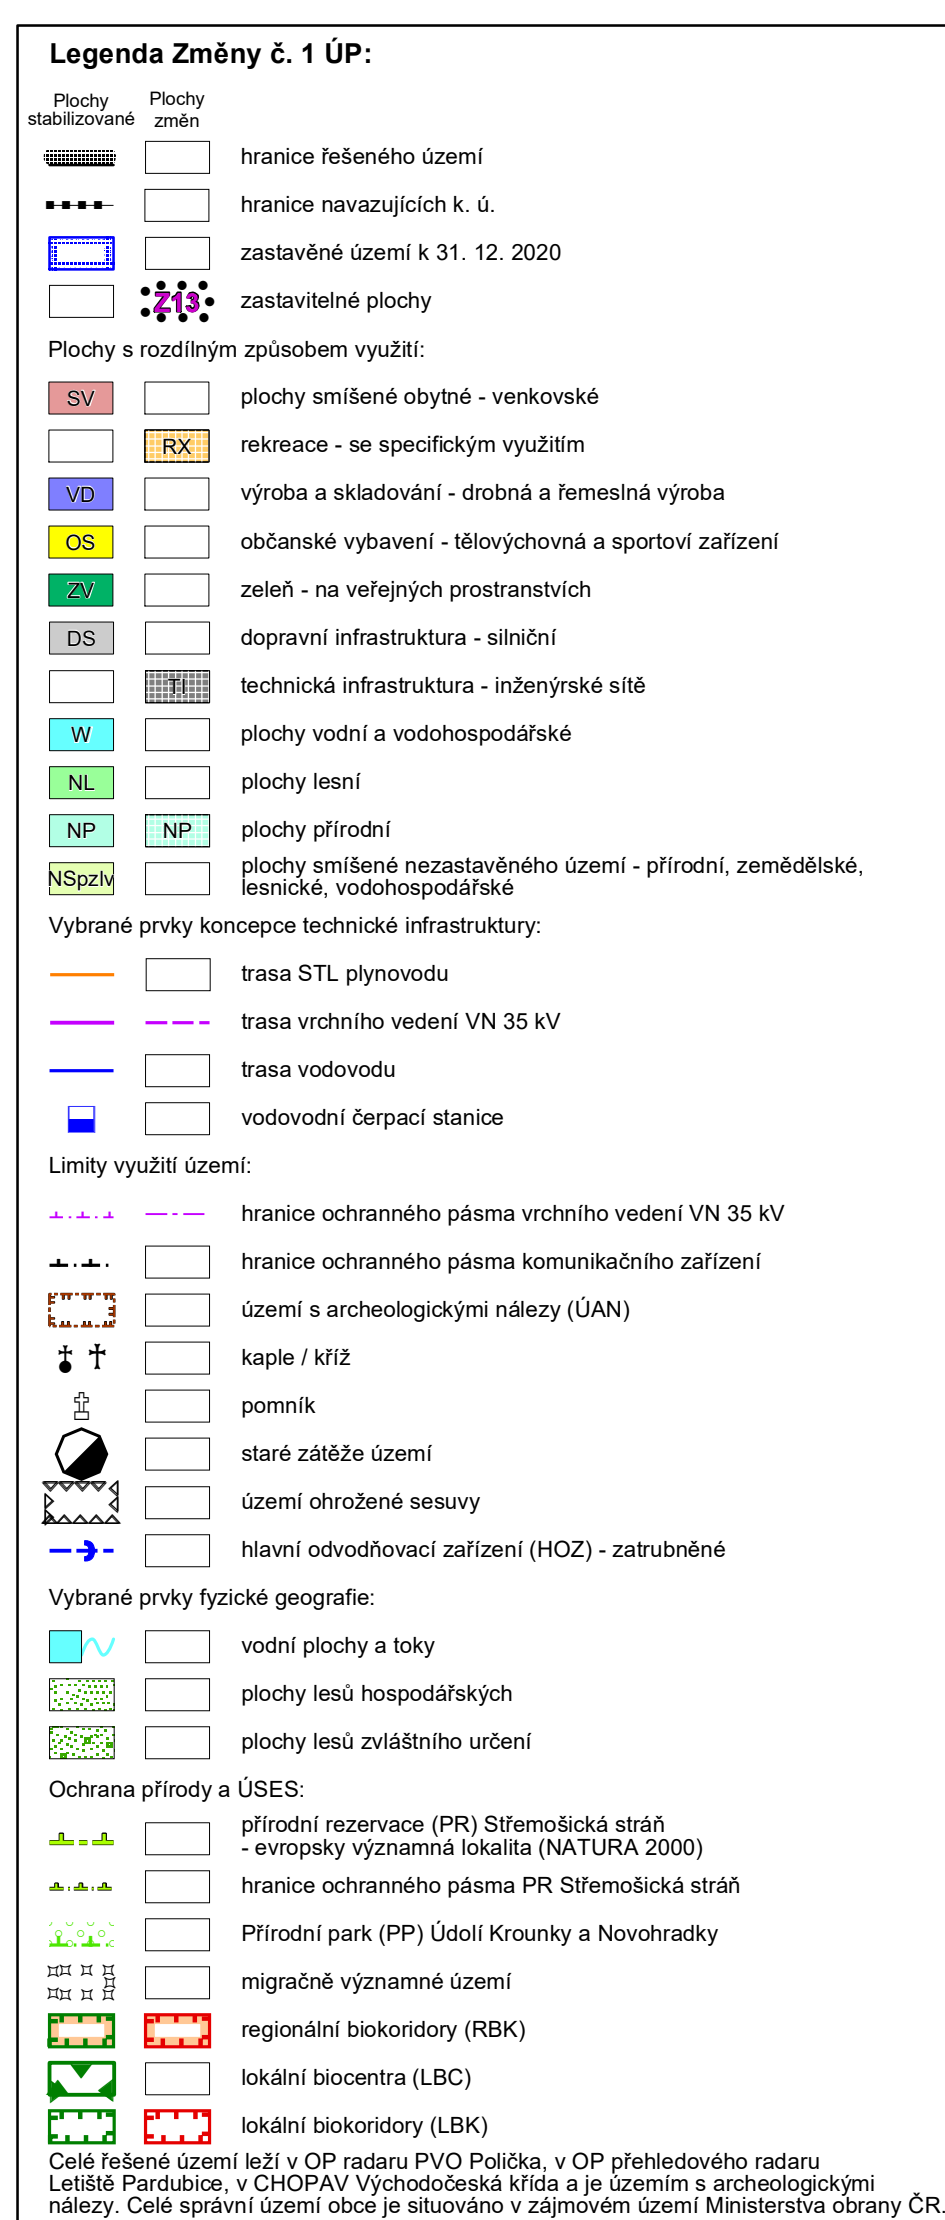 Legenda Změny č. 1 ÚP:
Plochy stabilizované
Plochy změn
hranice řešeného území
hranice navazujících k. ú.
zastavěné území k 31. 12. 2020
Z13 zastavitelné plochy
Plochy s rozdílným způsobem využití:
SV plochy smíšené obytné - venkovské
RX rekreace - se specifickým využitím
VD výroba a skladování - drobná a řemeslná výroba
OS občanské vybavení - tělovýchovná a sportoví zařízení
ZV zeleň - na veřejných prostranstvích
DS dopravní infrastruktura - silniční
TI technická infrastruktura - inženýrské sítě
W plochy vodní a vodohospodářské
NL plochy lesní
NP NP plochy přírodní
NSpzlv plochy smíšené nezastavěného území - přírodní, zemědělské,
lesnické, vodohospodářské
Vybrané prvky koncepce technické infrastruktury:
trasa STL plynovodu
trasa vrchního vedení VN 35 kV
trasa vodovodu
vodovodní čerpací stanice
Limity využití území:
hranice ochranného pásma vrchního vedení VN 35 kV
hranice ochranného pásma komunikačního zařízení
území s archeologickými nálezy (ÚAN)
kaple / kříž
pomník
staré zátěže území
území ohrožené sesuvy
hlavní odvodňovací zařízení (HOZ) - zatrubněné
Vybrané prvky fyzické geografie:
vodní plochy a toky
plochy lesů hospodářských
plochy lesů zvláštního určení
Ochrana přírody a ÚSES:
přírodní rezervace (PR) Střemošická stráň
- evropsky významná lokalita (NATURA 2000)
hranice ochranného pásma PR Střemošická stráň
Přírodní park (PP) Údolí Krounky a Novohradky
migračně významné území
regionální biokoridory (RBK)
lokální biocentra (LBC)
lokální biokoridory (LBK)
Celé řešené území leží v OP radaru PVO Polička, v OP přehledového radaru
Letiště Pardubice, v CHOPAV Východočeská křída a je územím s archeologickými
nálezy. Celé správní území obce je situováno v zájmovém území Ministerstva obrany ČR.